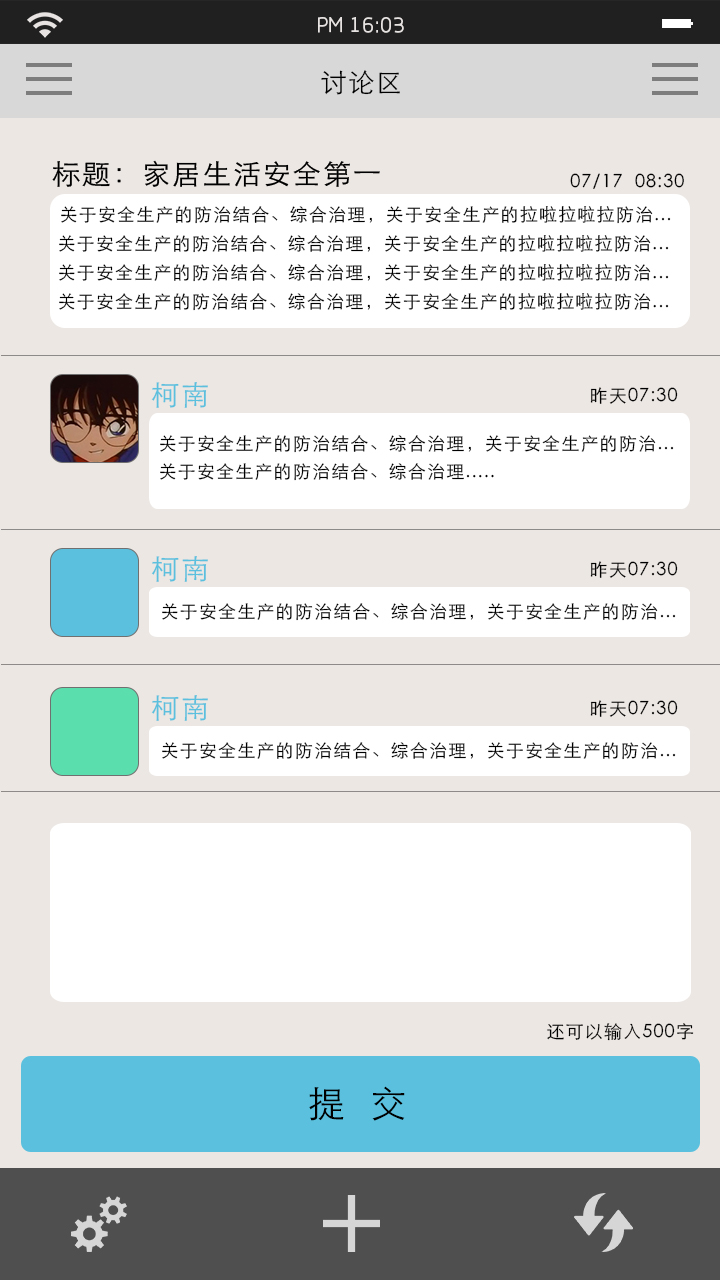 PM 16:03
讨论区
标题：家居生活安全第一
07/17 08:30
关于安全生产的防治结合、综合治理，关于安全生产的拉啦拉啦拉防治...
关于安全生产的防治结合、综合治理，关于安全生产的拉啦拉啦拉防治...
关于安全生产的防治结合、综合治理，关于安全生产的拉啦拉啦拉防治...
关于安全生产的防治结合、综合治理，关于安全生产的拉啦拉啦拉防治...
柯南
昨天07:30
关于安全生产的防治结合、综合治理，关于安全生产的防治...
关于安全生产的防治结合、综合治理.....
柯南
昨天07:30
关于安全生产的防治结合、综合治理，关于安全生产的防治...
柯南
昨天07:30
关于安全生产的防治结合、综合治理，关于安全生产的防治...
还可以输入500字
提 交